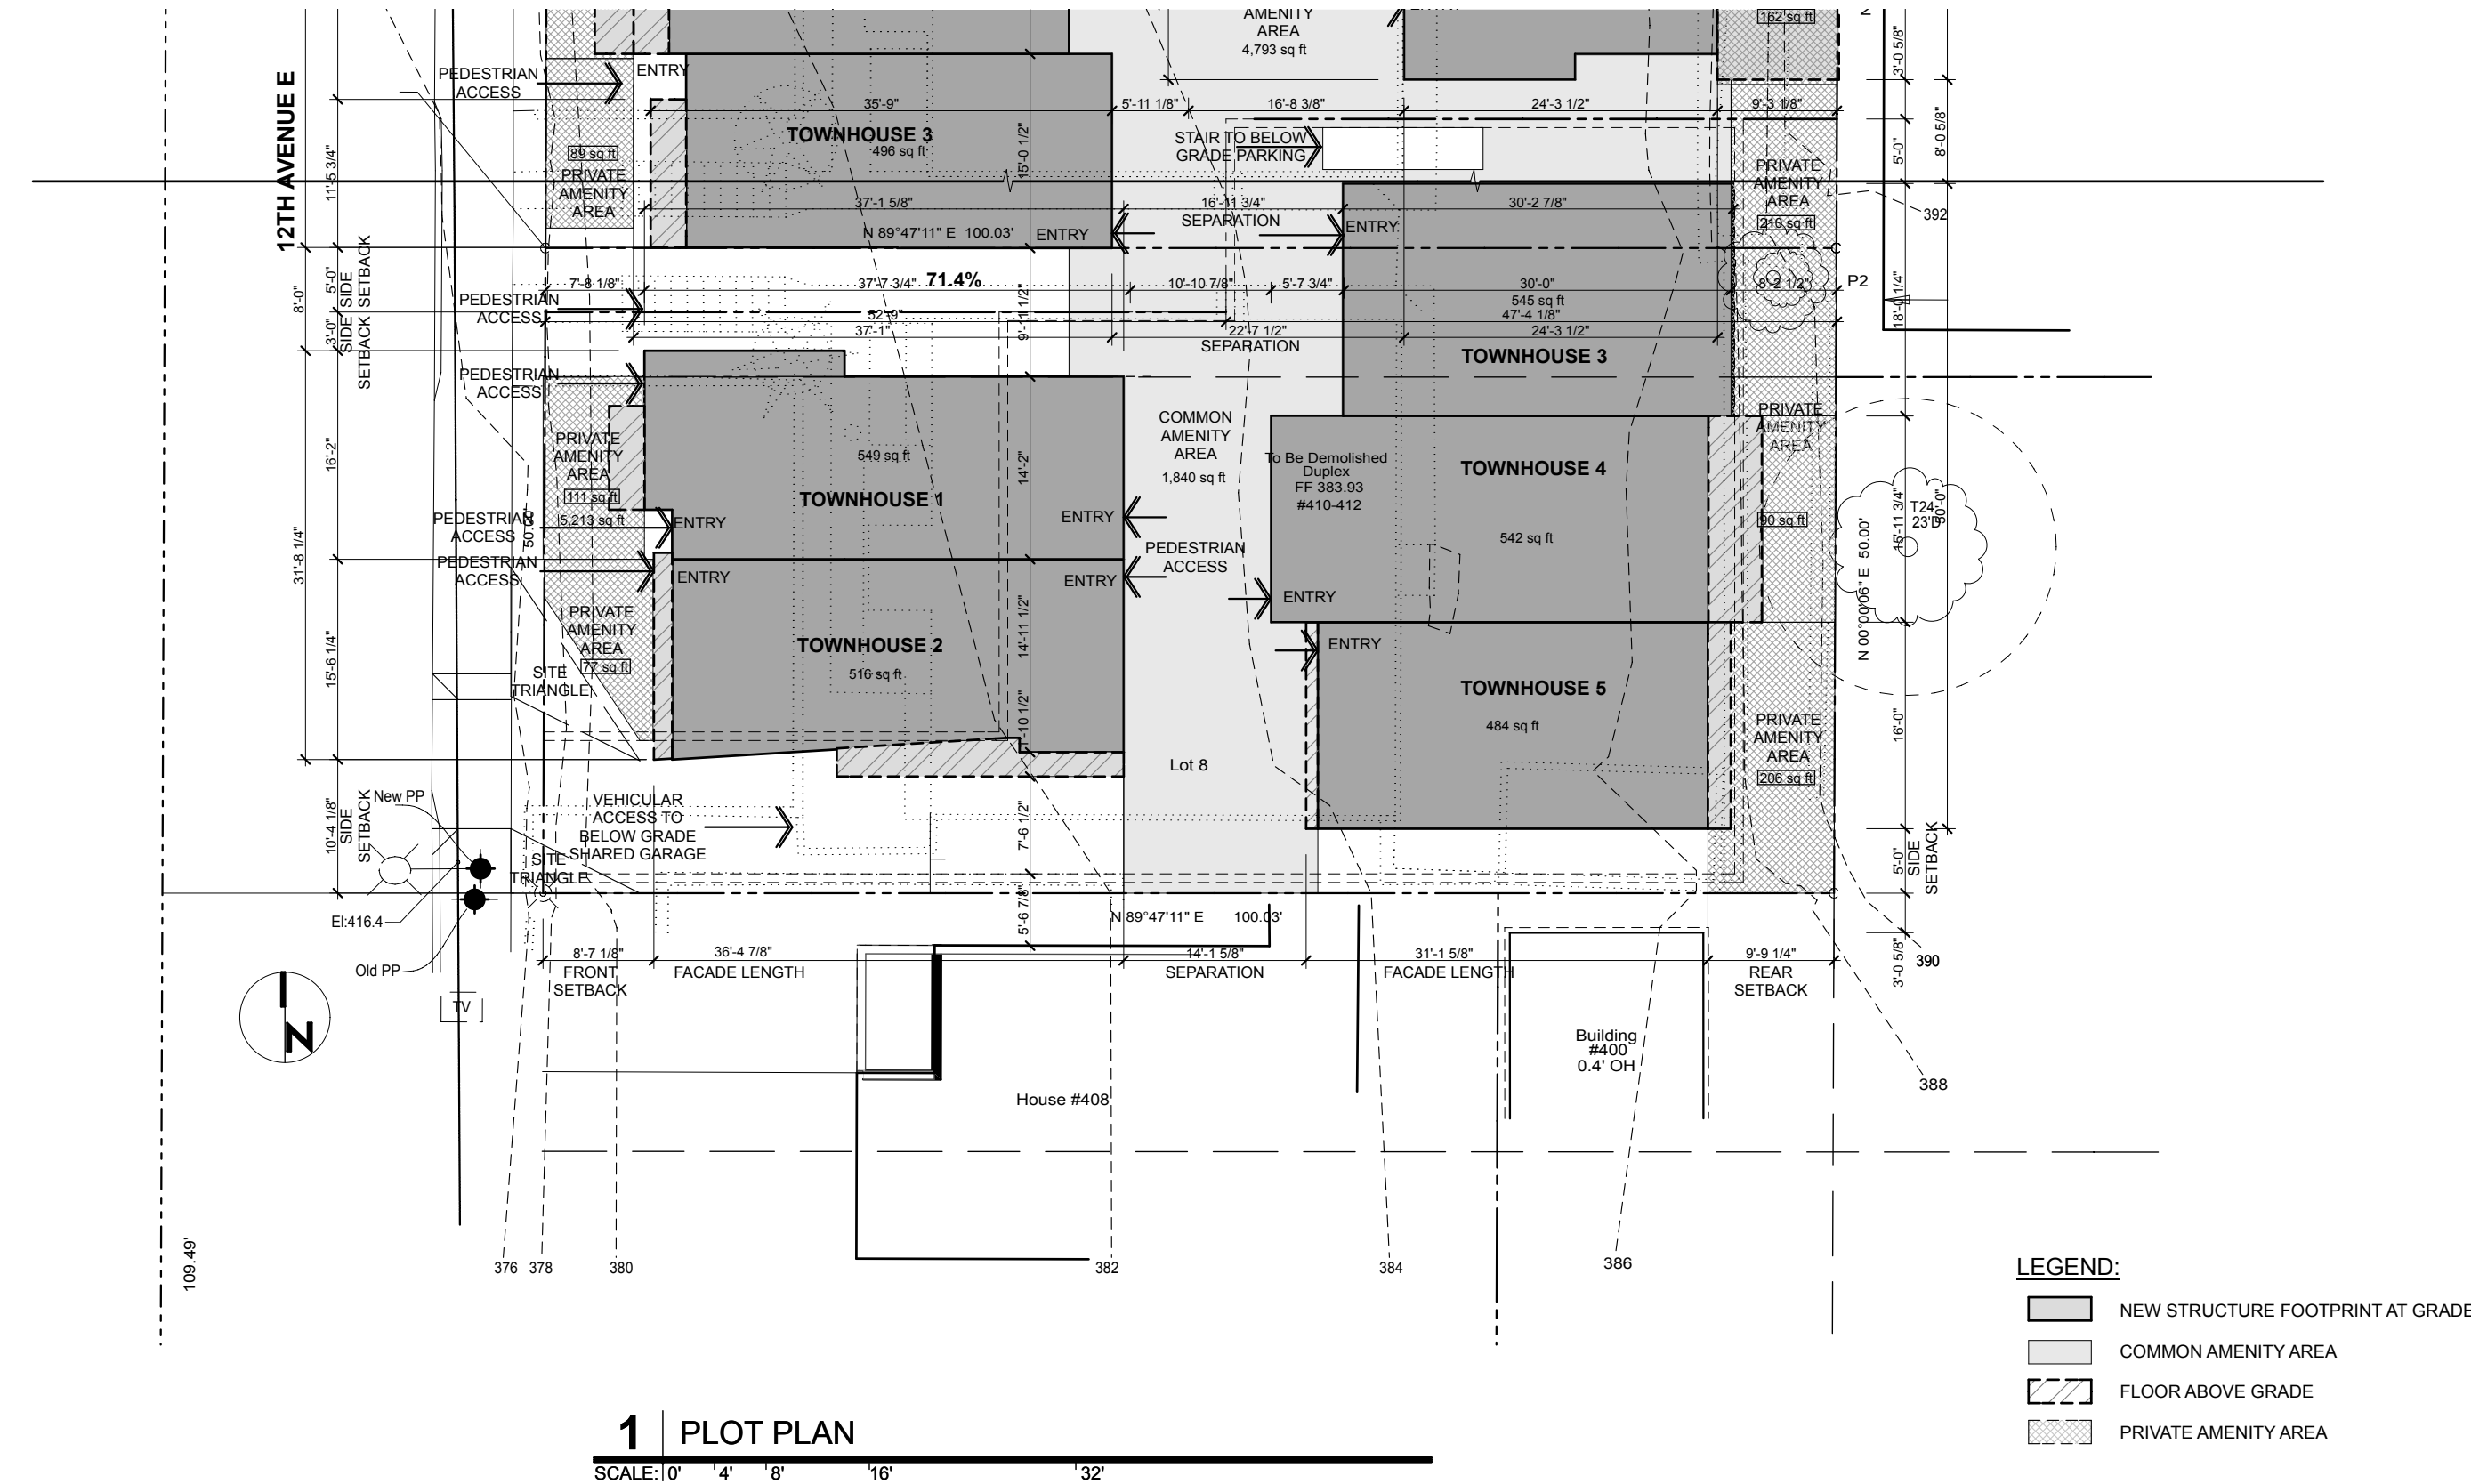 AMENITY
AREA
4,793 sq ft
162 sq ft
3'-0 5/8"
12TH AVENUE E
PEDESTRIAN
ACCESS
ENTRY
35'-9"
5'-11 1/8"
16'-8 3/8"
24'-3 1/2"
9'-3 1/8"
TOWNHOUSE 3
496 sq ft
15'-0 1/2"
STAIR TO BELOW
GRADE PARKING
5'-0"
8'-0 5/8"
11'-5 3/4"
89 sq ft
PRIVATE
AMENITY
AREA
PRIVATE
AMENITY
AREA
210 sq ft
392
37'-1 5/8"
16'-11 3/4"
SEPARATION
30'-2 7/8"
N 89°47'11" E 100.03'
ENTRY
ENTRY
8'-0"
5'-0"
3'-0"
SIDE
SETBACK
SIDE
SETBACK
7'-8 1/8"
37'-7 3/4"
71.4%
10'-10 7/8"
5'-7 3/4"
30'-0"
545 sq ft
8'-2 1/2"
P2
18'-0 1/4"
PEDESTRIAN
ACCESS
52'-9"
47'-4 1/8"
37'-1"
22'-7 1/2"
24'-3 1/2"
SEPARATION
TOWNHOUSE 3
PEDESTRIAN
ACCESS
16'-2"
PRIVATE
AMENITY
AREA
111 sq ft
5,213 sq ft
549 sq ft
TOWNHOUSE 1
14'-2"
COMMON
AMENITY
AREA
1,840 sq ft
To Be Demolished
Duplex
FF 383.93
#410-412
TOWNHOUSE 4
542 sq ft
PRIVATE
AMENITY
AREA
90 sq ft
15'-11 3/4"
50'-0"
T24
23'D
N 00°00'06" E 50.00'
PEDESTRIAN
ACCESS
ENTRY
ENTRY
31'-8 1/4"
PEDESTRIAN
ACCESS
ENTRY
ENTRY
PEDESTRIAN
ACCESS
ENTRY
15'-6 1/4"
PRIVATE
AMENITY
AREA
77 sq ft
TOWNHOUSE 2
516 sq ft
14'-11 1/2"
ENTRY
TOWNHOUSE 5
484 sq ft
PRIVATE
AMENITY
AREA
206 sq ft
16'-0"
SITE
TRIANGLE
Lot 8
10'-4 1/8"
SIDE
SETBACK
New PP
VEHICULAR
ACCESS TO
BELOW GRADE
SHARED GARAGE
7'-6 1/2"
SITE
TRIANGLE
5'-0"
SIDE
SETBACK
El:416.4
5'-6 7/8"
N 89°47'11" E 100.03'
Old PP
8'-7 1/8"
FRONT
SETBACK
36'-4 7/8"
FACADE LENGTH
14'-1 5/8"
SEPARATION
31'-1 5/8"
FACADE LENGTH
9'-9 1/4"
REAR
SETBACK
3'-0 5/8"
390
TV
N
Building
#400
0.4' OH
House #408
388
109.49'
376
378
380
382
384
386
LEGEND:
NEW STRUCTURE FOOTPRINT AT GRADE
COMMON AMENITY AREA
FLOOR ABOVE GRADE
PRIVATE AMENITY AREA
1 PLOT PLAN
SCALE: 0' 4' 8' 16' 32'